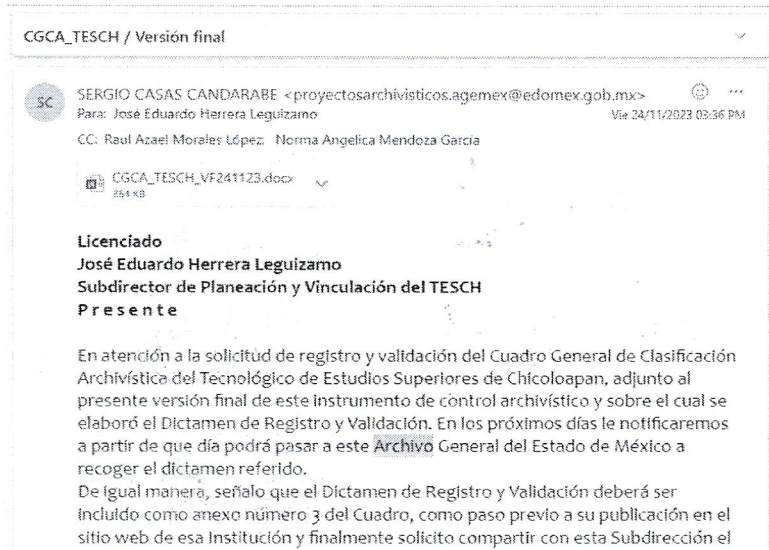 CGCA_TESCH / Versión final
SC
SERGIO CASAS CANDARABE <proyectosarchivisticos.agemex@edomex.gob.mx>
Para: José Eduardo Herrera Leguizamo
Vie 24/11/2023 03:36 PM
CC: Raul Azael Morales López; Norma Angelica Mendoza García
CGCA_TESCH_VF241123.docx
254 KB
Licenciado
José Eduardo Herrera Leguizamo
Subdirector de Planeación y Vinculación del TESCH
P r e s e n t e
En atención a la solicitud de registro y validación del Cuadro General de Clasificación
Archivística del Tecnológico de Estudios Superiores de Chicoloapan, adjunto al
presente versión final de este instrumento de control archivístico y sobre el cual se
elaboró el Dictamen de Registro y Validación. En los próximos días le notificaremos
a partir de que día podrá pasar a este Archivo General del Estado de México a
recoger el dictamen referido.
De igual manera, señalo que el Dictamen de Registro y Validación deberá ser
incluido como anexo número 3 del Cuadro, como paso previo a su publicación en el
sitio web de esa Institución y finalmente solicito compartir con esta Subdirección el